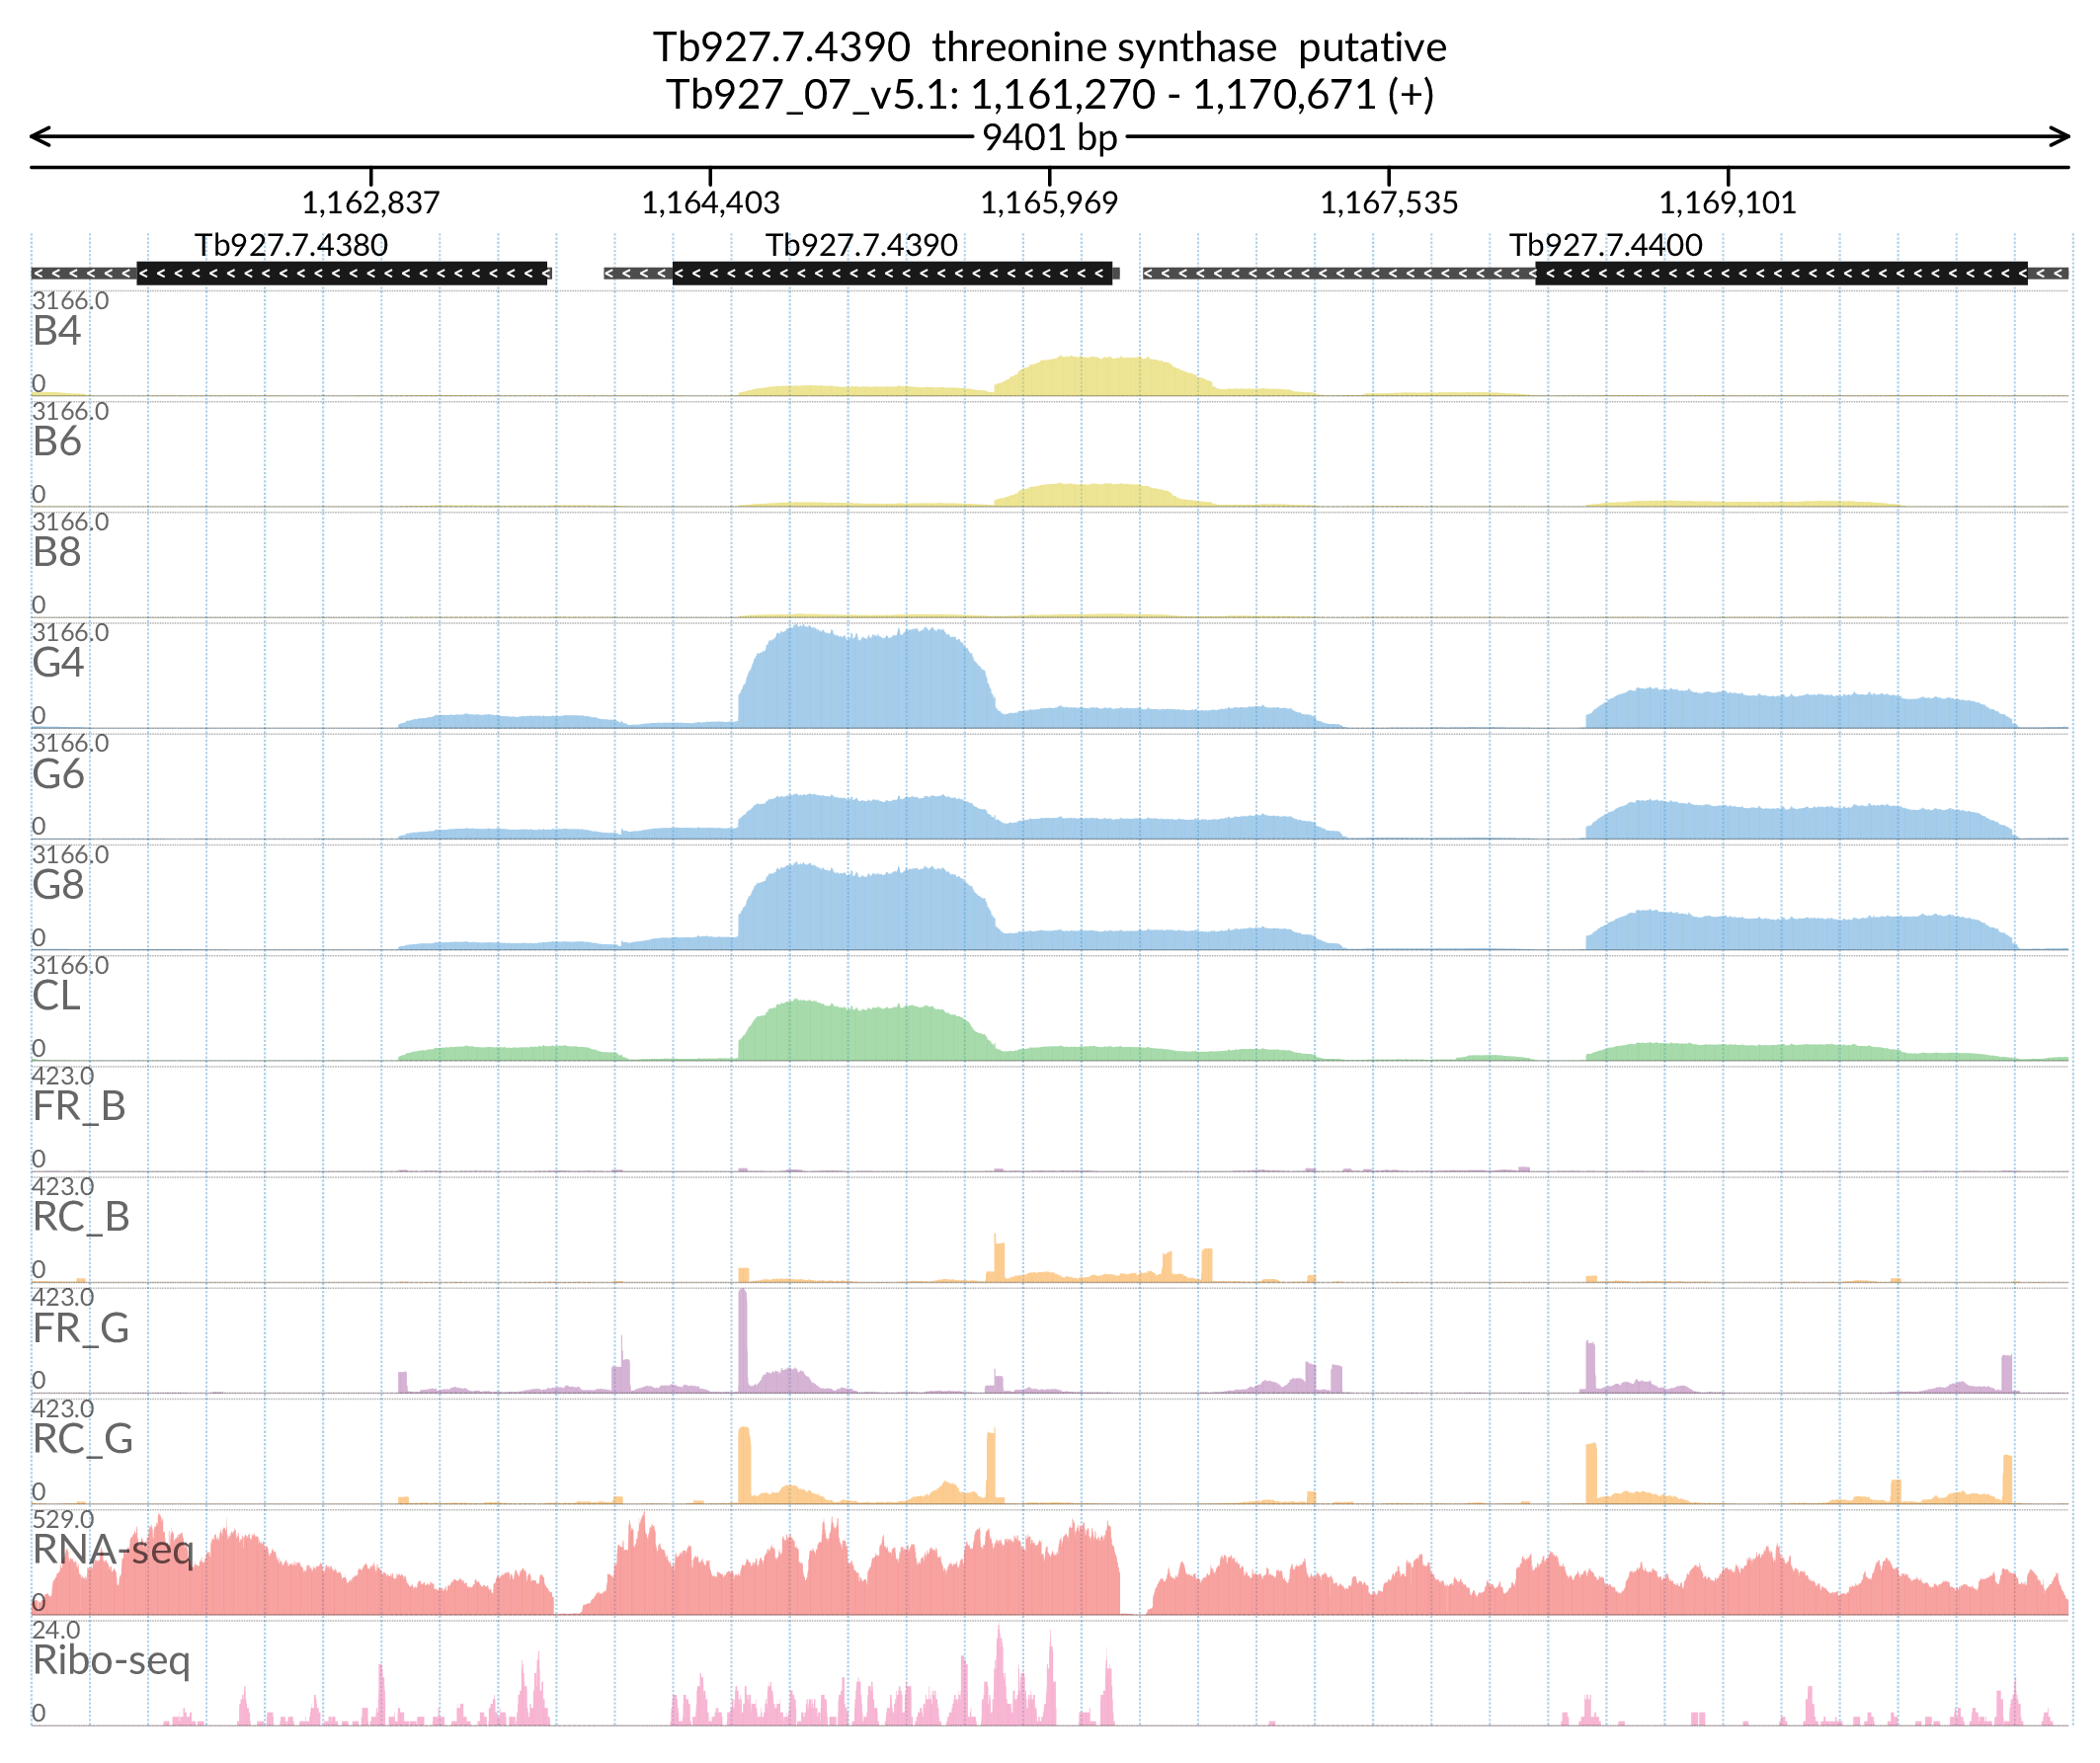 Tb927.7.4390 threonine synthase putative
Tb927_07_v5.1: 1,161,270 - 1,170,671 (+)
9401 bp
1,162,837 1,164,403 1,165,969 1,167,535 1,169,101
Tb927.7.4380 Tb927.7.4390 Tb927.7.4400
3166.0
B4
0
3166.0
B6
0
3166.0
B8
0
3166.0
G4
0
3166.0
G6
0
3166.0
G8
0
3166.0
CL
0
423.0
FR_B
0
423.0
RC_B
0
423.0
FR_G
0
423.0
RC_G
0
529.0
RNA-seq
0
24.0
Ribo-seq
0